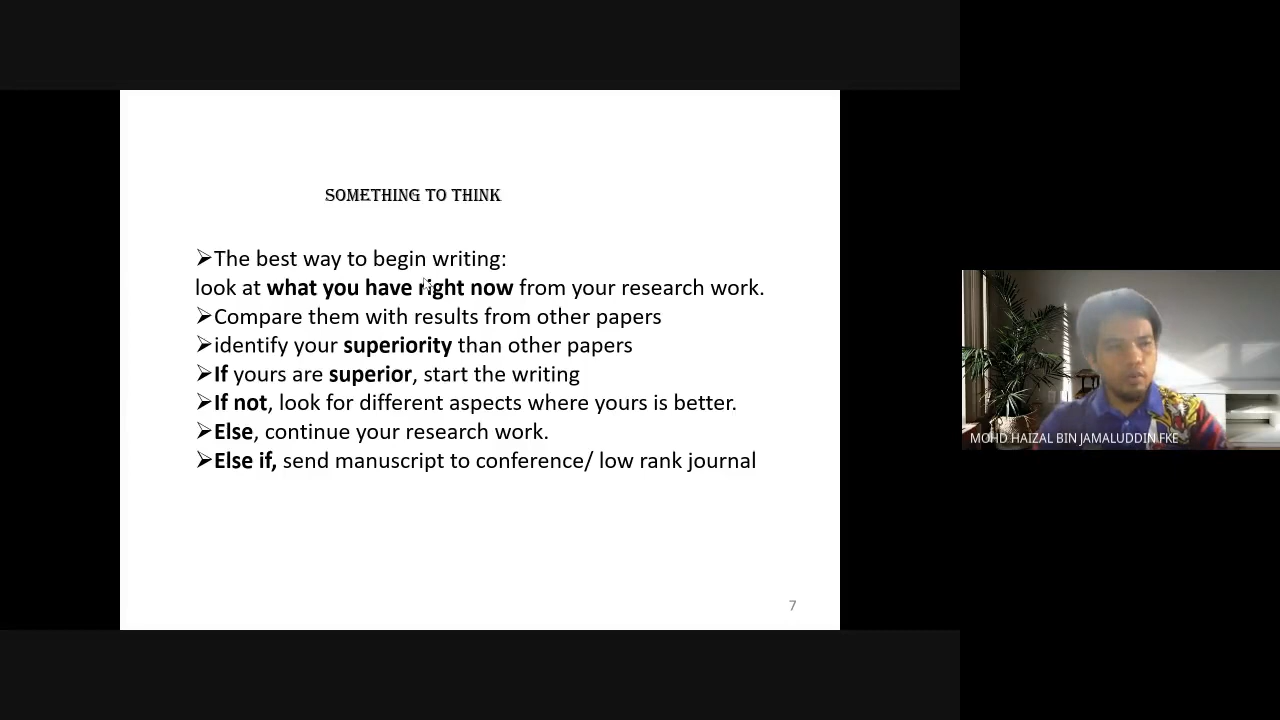 SOMETHING TO THINK
➢The best way to begin writing:
look at what you have right now from your research work.
➢Compare them with results from other papers
➢identify your superiority than other papers
➢If yours are superior, start the writing
➢If not, look for different aspects where yours is better.
➢Else, continue your research work.
➢Else if, send manuscript to conference/ low rank journal
7
MOHD HAIZAL BIN JAMALUDDIN FKE